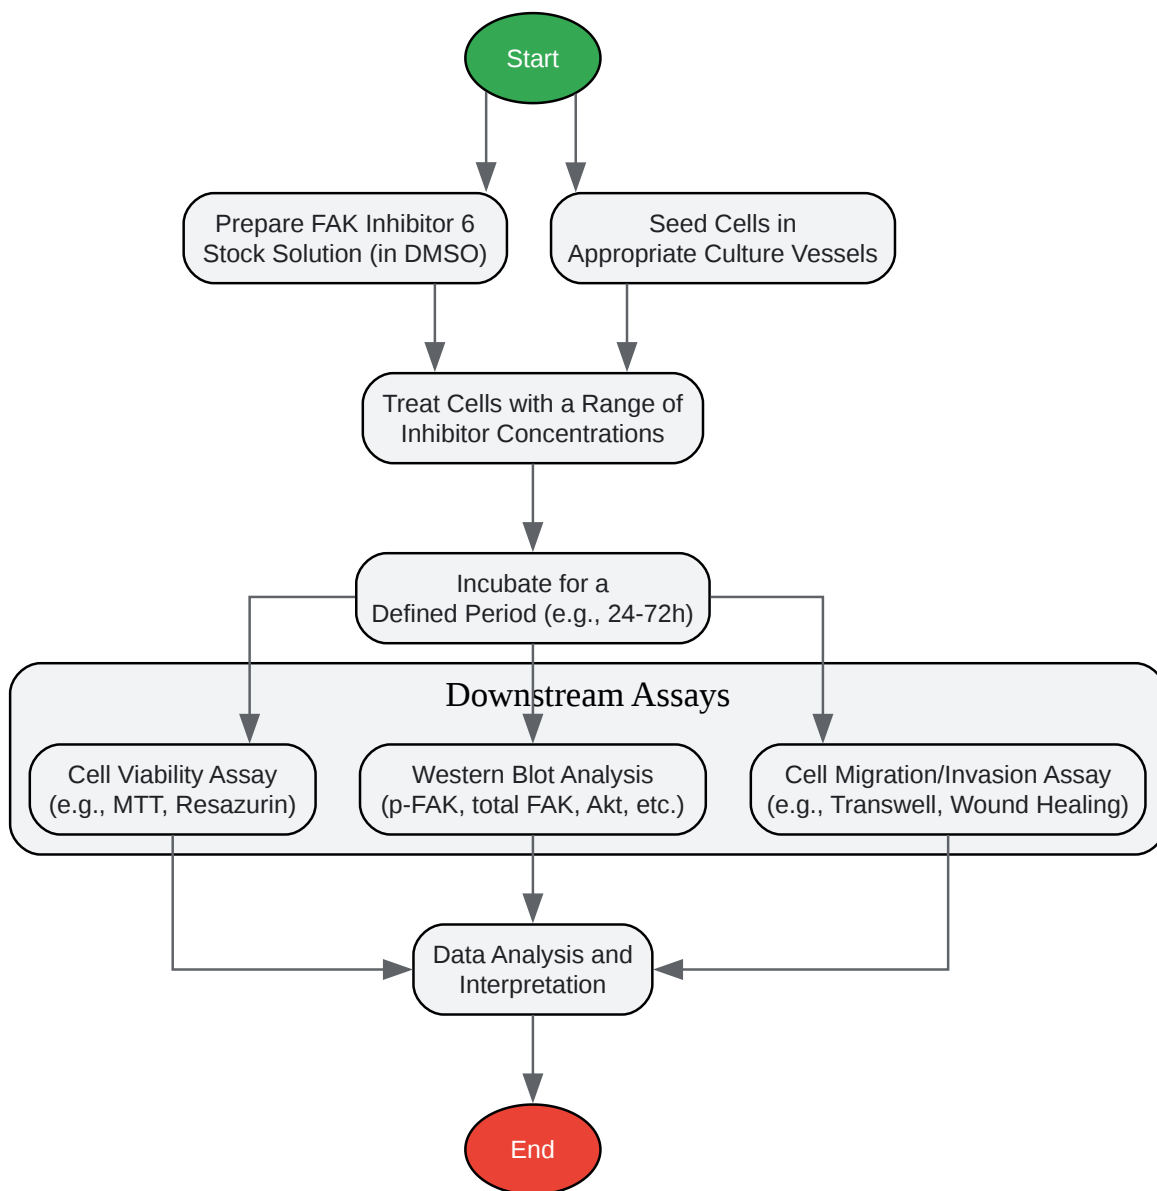 Start
Prepare FAK Inhibitor 6
Stock Solution (in DMSO)
Seed Cells in
Appropriate Culture Vessels
Treat Cells with a Range of
Inhibitor Concentrations
Incubate for a
Defined Period (e.g., 24-72h)
Downstream Assays
Cell Viability Assay
(e.g., MTT, Resazurin)
Western Blot Analysis
(p-FAK, total FAK, Akt, etc.)
Cell Migration/Invasion Assay
(e.g., Transwell, Wound Healing)
Data Analysis and
Interpretation
End